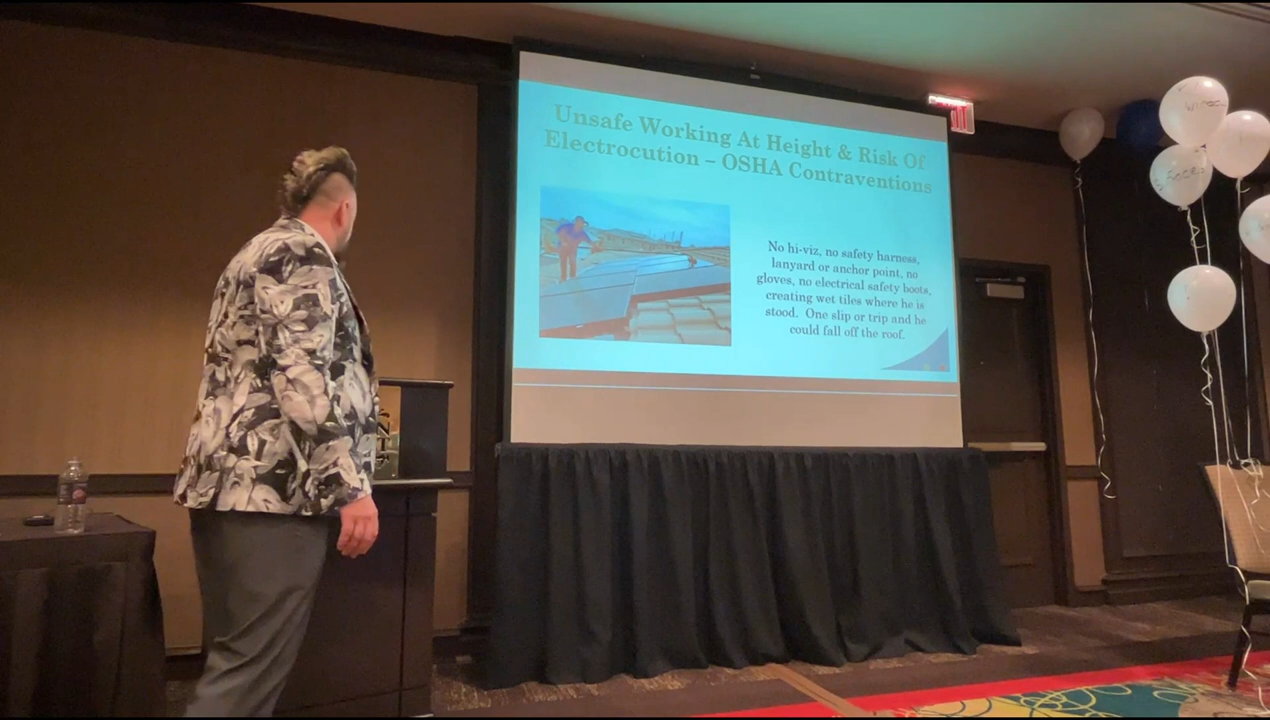 Unsafe Working At Height & Risk Of
Electrocution – OSHA Contraventions
No hi-viz, no safety harness,
lanyard or anchor point, no
gloves, no electrical safety boots,
creating wet tiles where he is
stood. One slip or trip and he
could fall off the roof.